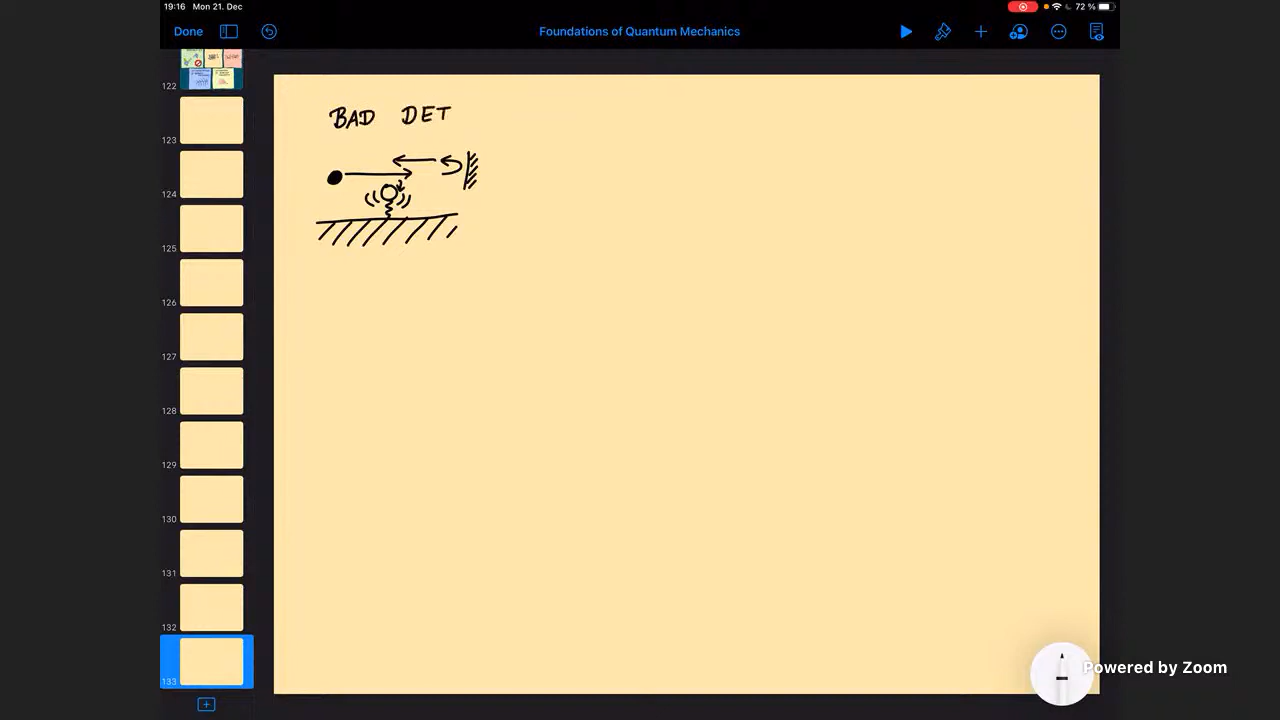 19:16 Mon 21. Dec
72 %
Done
Foundations of Quantum Mechanics
BAD DET
122
123
124
125
126
127
128
129
130
131
132
133
Powered by Zoom